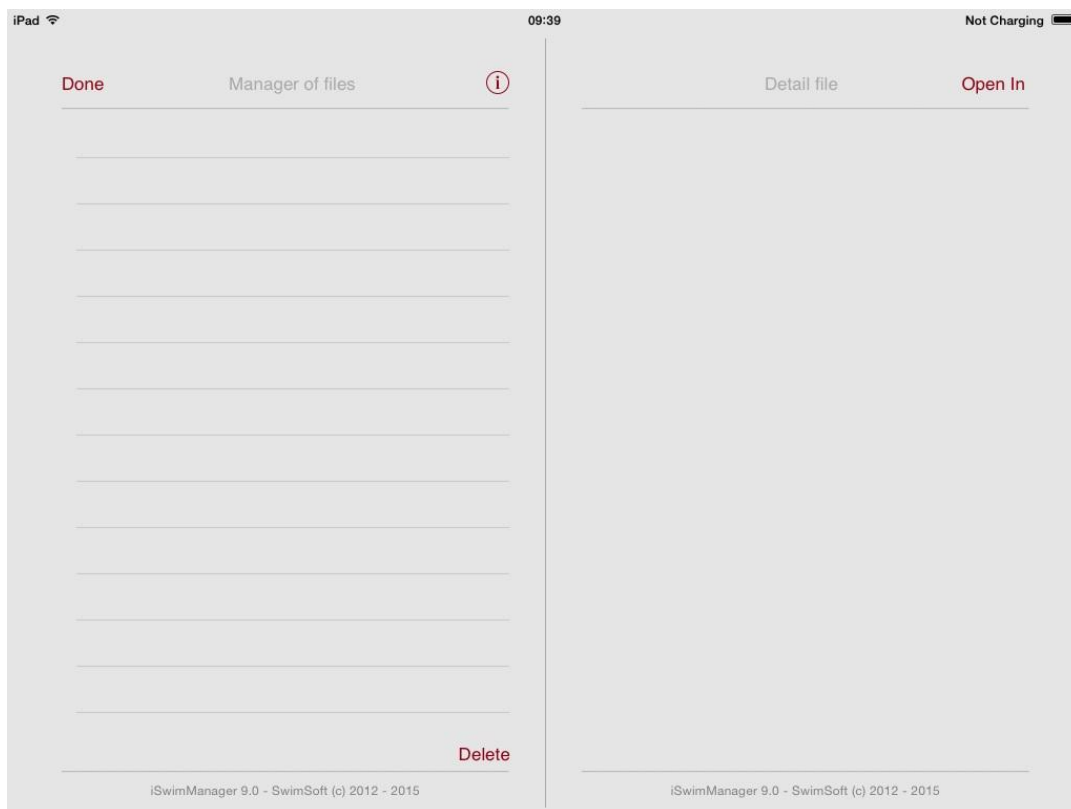 iPad 09:39 Not Charging
Done Manager of files i Detail file Open In
Delete
iSwimManager 9.0 - SwimSoft (c) 2012 - 2015 iSwimManager 9.0 - SwimSoft (c) 2012 - 2015